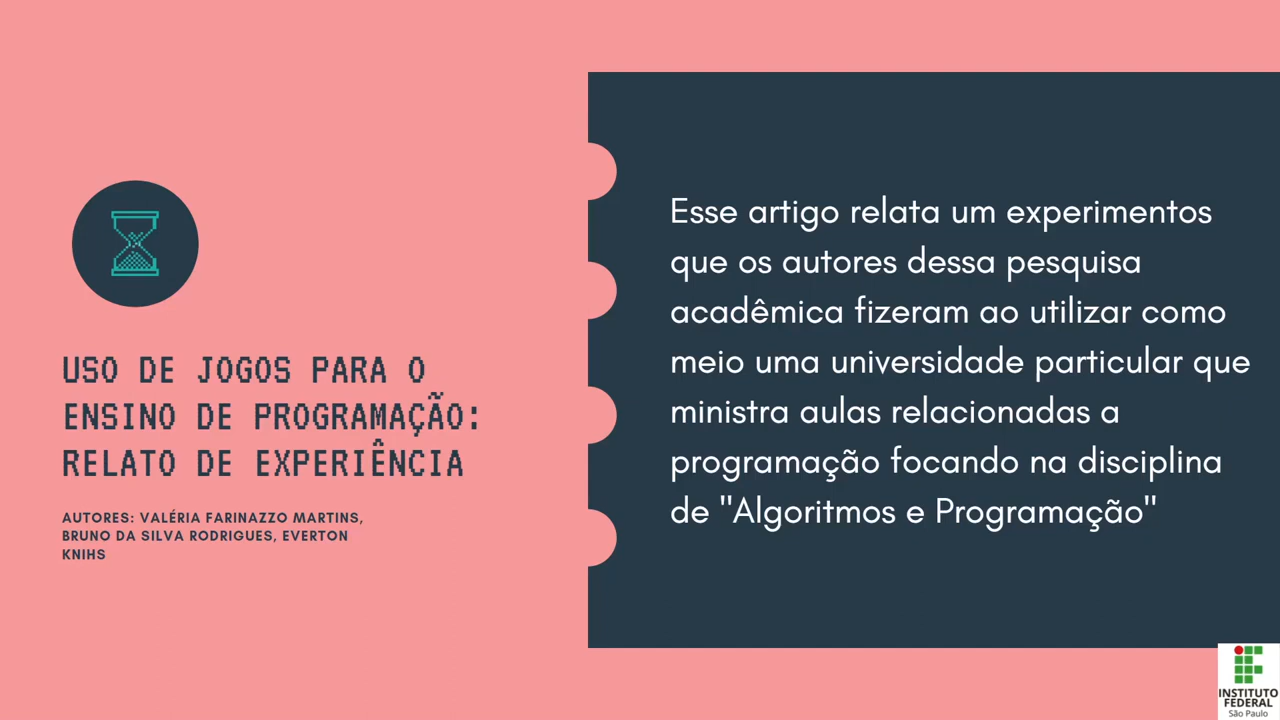 USO DE JOGOS PARA O
ENSINO DE PROGRAMAÇÃO:
RELATO DE EXPERIÊNCIA
AUTORES: VALÉRIA FARINAZZO MARTINS,
BRUNO DA SILVA RODRIGUES, EVERTON
KNIHS
Esse artigo relata um experimentos
que os autores dessa pesquisa
acadêmica fizeram ao utilizar como
meio uma universidade particular que
ministra aulas relacionadas a
programação focando na disciplina
de "Algoritmos e Programação"
INSTITUTO
FEDERAL
São Paulo